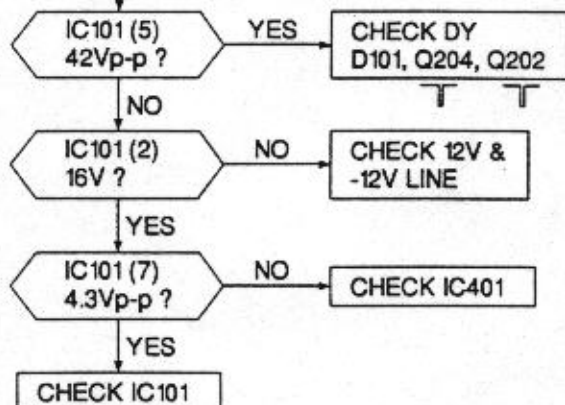 IC101 (5)
42Vp-p ?
YES
CHECK DY
D101, Q204, Q202
NO
IC101 (2)
16V ?
NO
CHECK 12V &
-12V LINE
YES
IC101 (7)
4.3Vp-p ?
NO
CHECK IC401
YES
CHECK IC101